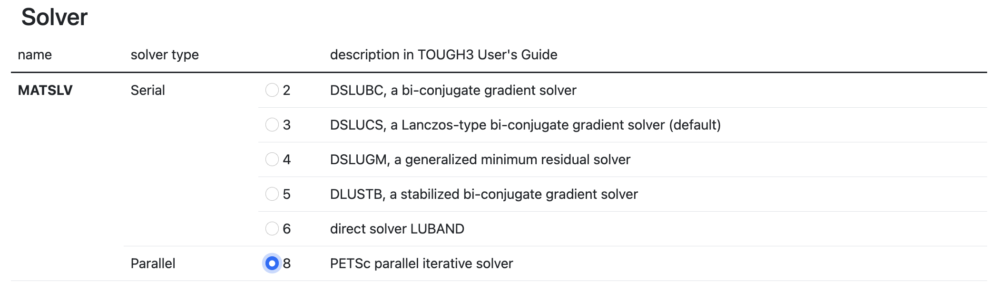 Solver
name solver type description in TOUGH3 User's Guide
MATSLV Serial 2 DSLUBC, a bi-conjugate gradient solver
3 DSLUCS, a Lanczos-type bi-conjugate gradient solver (default)
4 DSLUGM, a generalized minimum residual solver
5 DLUSTB, a stabilized bi-conjugate gradient solver
6 direct solver LUBAND
Parallel 8 PETSc parallel iterative solver